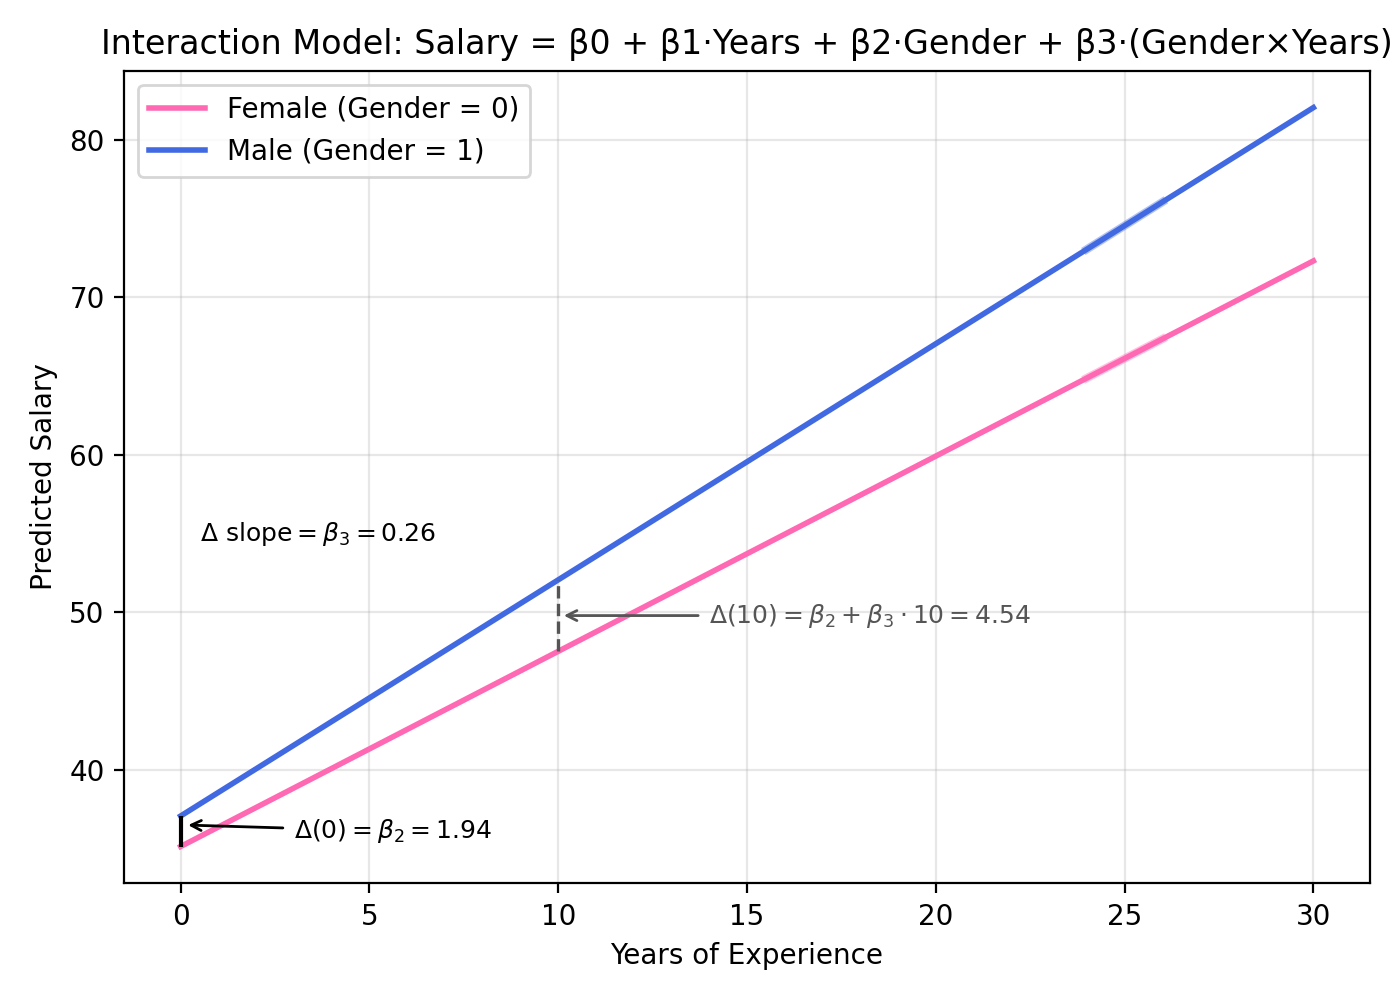 Interaction Model: Salary = β0 + β1·Years + β2·Gender + β3·(Gender×Years)
Female (Gender = 0)
Male (Gender = 1)
80
70
60
50
40
Predicted Salary
Δ slope = β₃ = 0.26
Δ(10) = β₂ + β₃ · 10 = 4.54
Δ(0) = β₂ = 1.94
0 5 10 15 20 25 30
Years of Experience